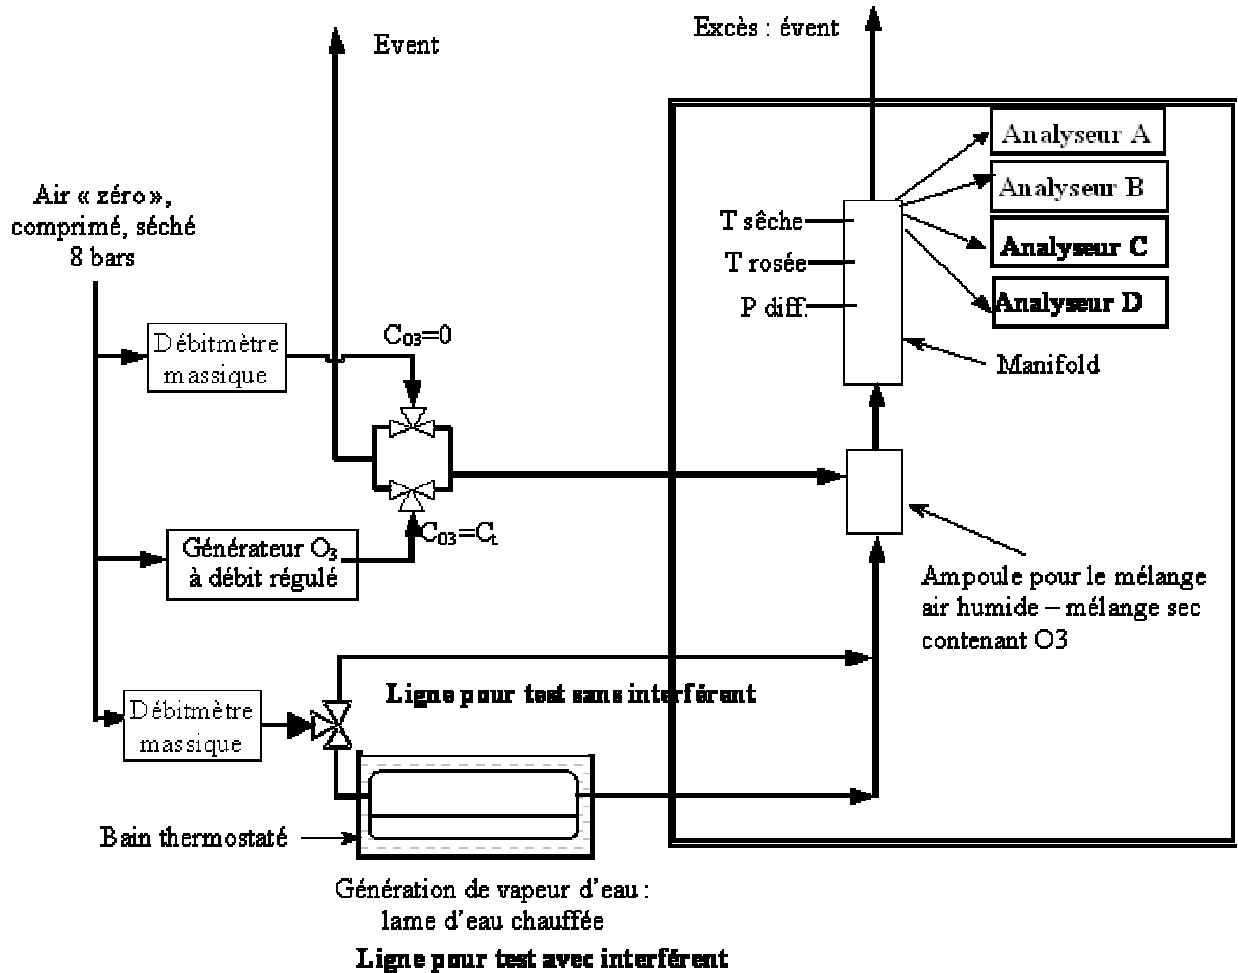 Event
Excès : évent
Analyseur A
Analyseur B
Analyseur C
Analyseur D
Air « zéro »,
comprimé, séché
8 bars
T sêche
T rosée
P diff.
Manifold
Débitmètre
massique
C03=0
Générateur O3
à débit régulé
C03=Ct
Ampoule pour le mélange
air humide – mélange sec
contenant O3
Ligne pour test sans interférent
Débitmètre
massique
Bain thermostaté
Génération de vapeur d'eau :
lame d'eau chauffée
Ligne pour test avec interférent